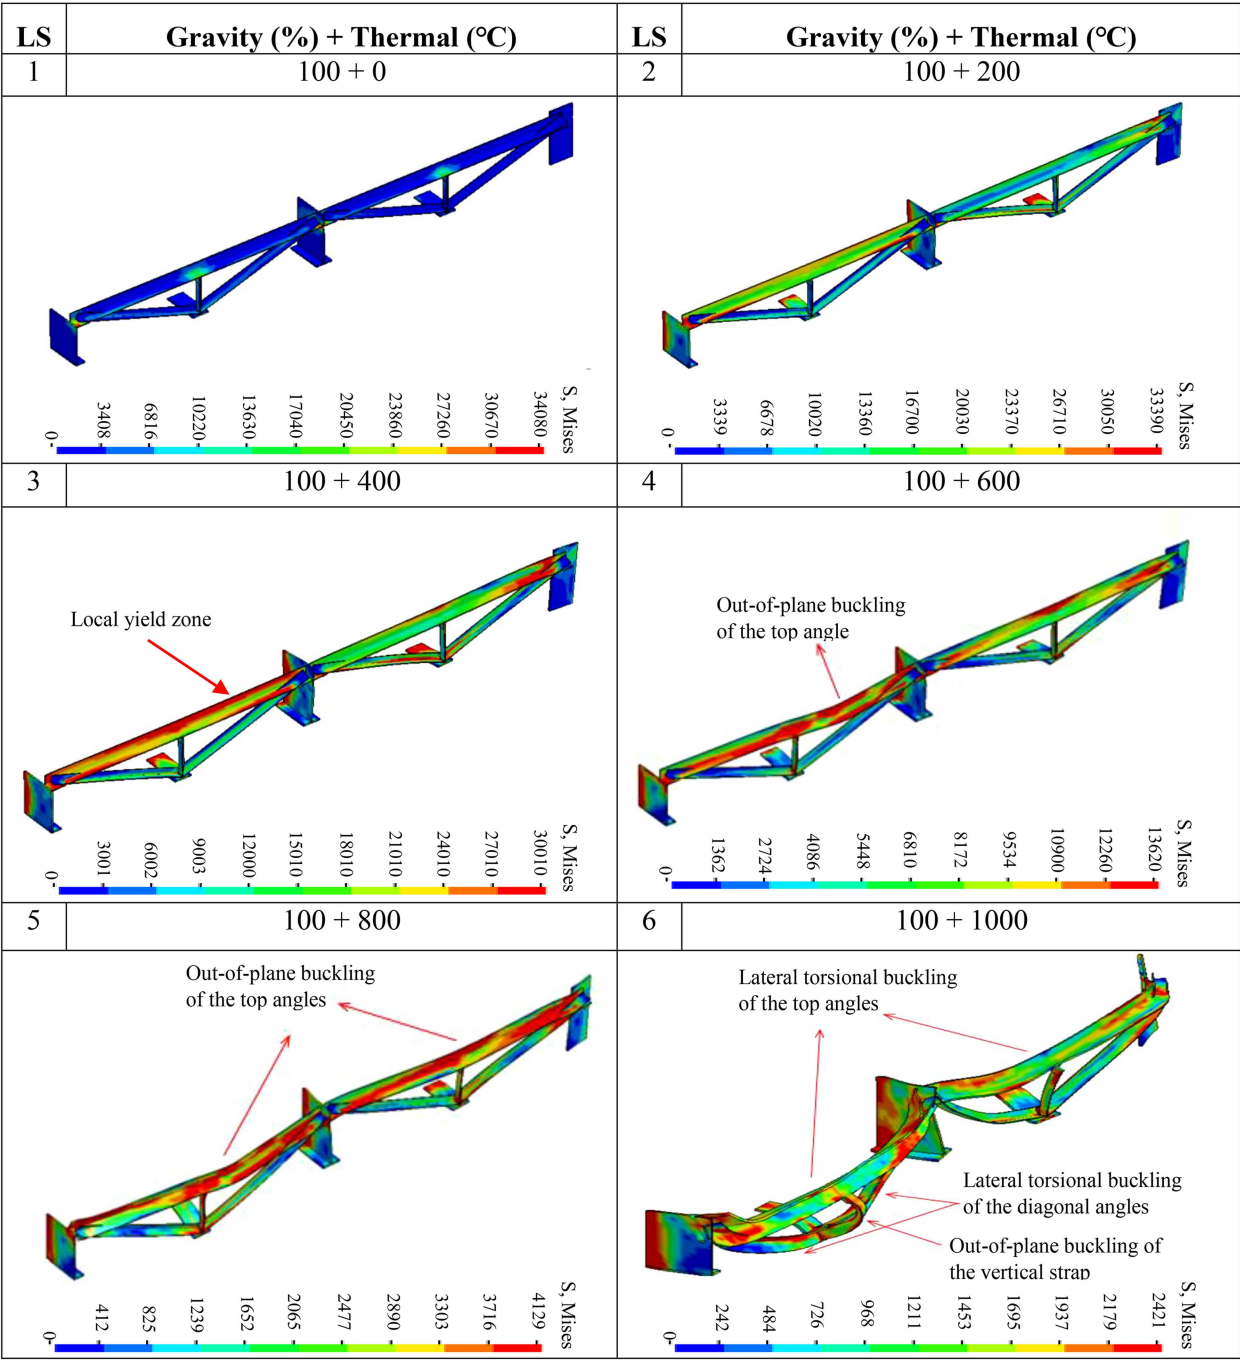 LS Gravity (%) + Thermal (°C) LS Gravity (%) + Thermal (°C)
1 100 + 0 2 100 + 200
0 3408 6816 10220 13630 17040 20450 23860 27260 30670 34080 S, Mises
0 3339 6678 10020 13360 16700 20030 23370 26710 30050 33390 S, Mises
3 100 + 400 4 100 + 600
Local yield zone
0 3001 6002 9003 12000 15010 18010 21010 24010 27010 30010 S, Mises
Out-of-plane buckling
of the top angle
0 1362 2724 4086 5448 6810 8172 9534 10900 12260 13620 S, Mises
5 100 + 800 6 100 + 1000
Out-of-plane buckling
of the top angles
0 412 825 1239 1652 2065 2477 2890 3303 3716 4129 S, Mises
Lateral torsional buckling
of the top angles
Lateral torsional buckling
of the diagonal angles
Out-of-plane buckling of
the vertical strap
0 242 484 726 968 1211 1453 1695 1937 2179 2421 S, Mises